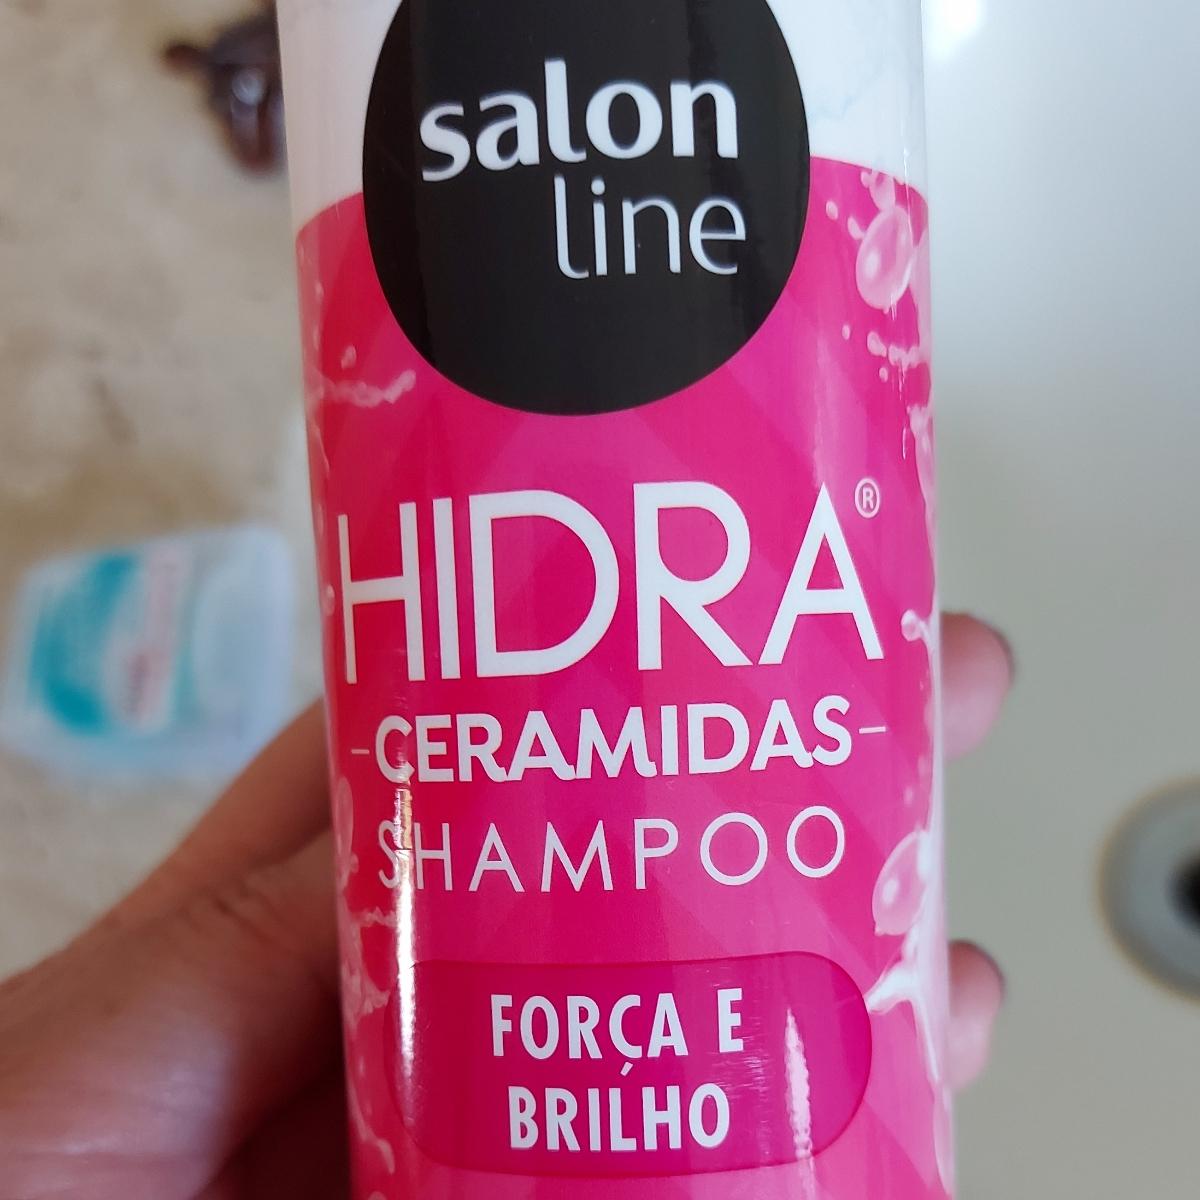 salon
line
HIDRA®
-CERAMIDAS-
SHAMPOO
FORÇA E
BRILHO